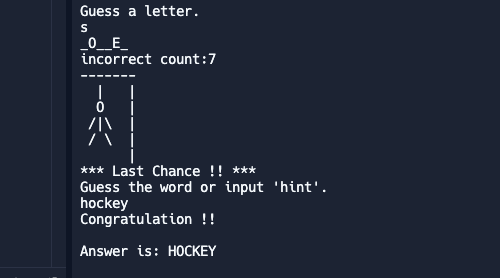 Guess a letter.
s
_O__E_
incorrect count:7
-------
  |   |
  O   |
 /|\  |
 / \  |
      |
*** Last Chance !! ***
Guess the word or input 'hint'.
hockey
Congratulation !!

Answer is: HOCKEY